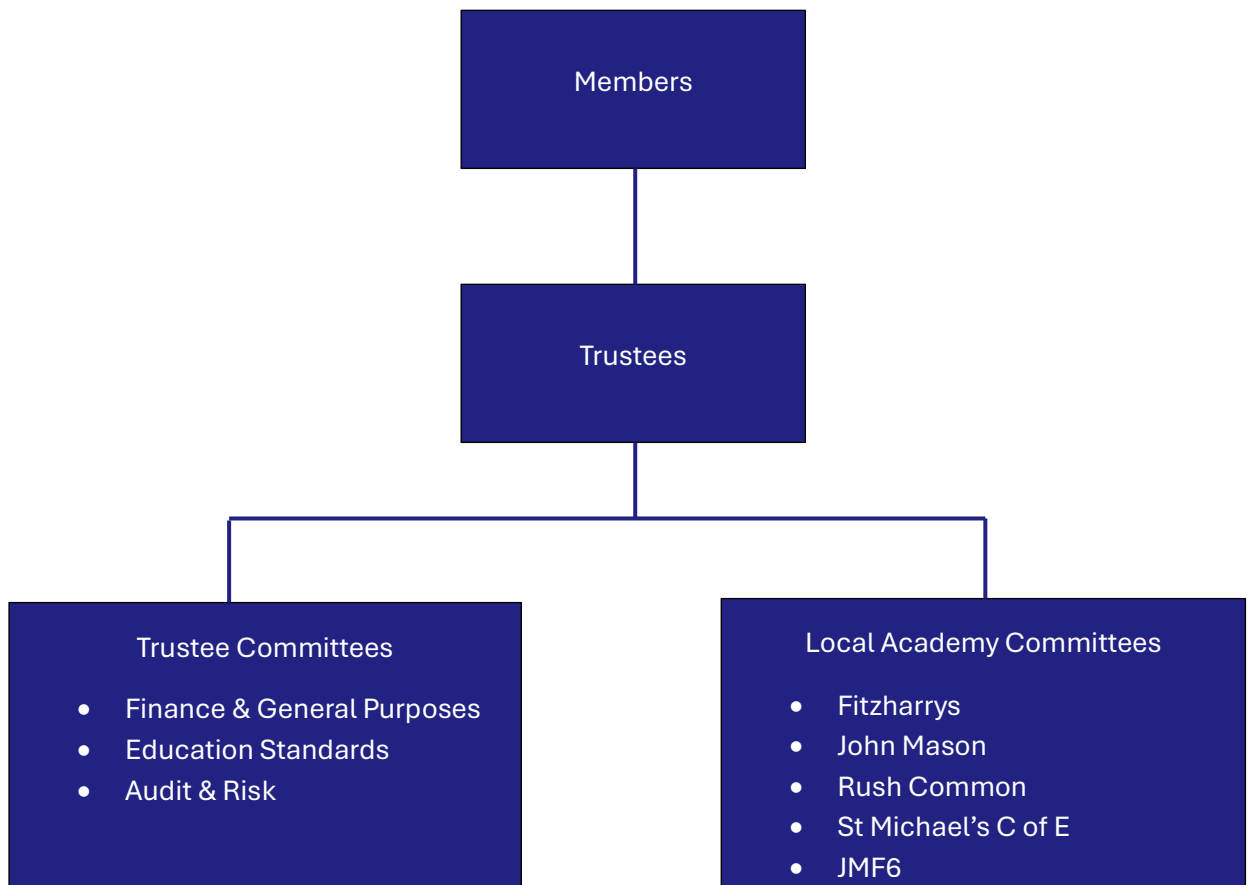 Members
Trustees
Trustee Committees
• Finance & General Purposes
• Education Standards
• Audit & Risk
Local Academy Committees
• Fitzharrys
• John Mason
• Rush Common
• St Michael’s C of E
• JMF6